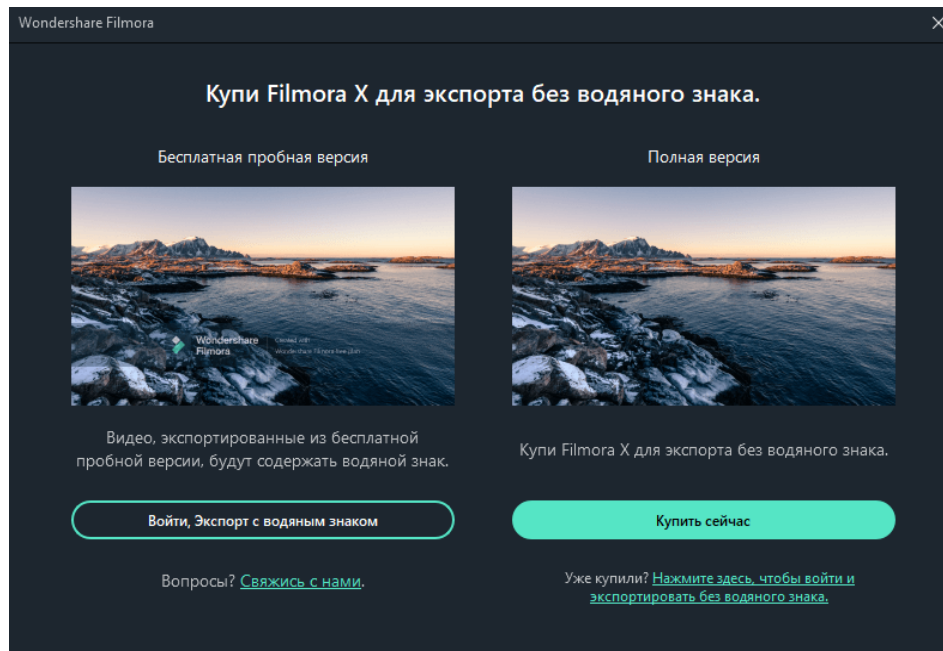 Wondershare Filmora
Купи Filmora X для экспорта без водяного знака.
Бесплатная пробная версия
Полная версия
Wondershare
Filmora
Created with
Видео, экспортированные из бесплатной
пробной версии, будут содержать водяной знак.
Купи Filmora X для экспорта без водяного знака.
Войти, Экспорт с водяным знаком
Купить сейчас
Вопросы? Свяжись с нами.
Уже купили? Нажмите здесь, чтобы войти и
экспортировать без водяного знака.